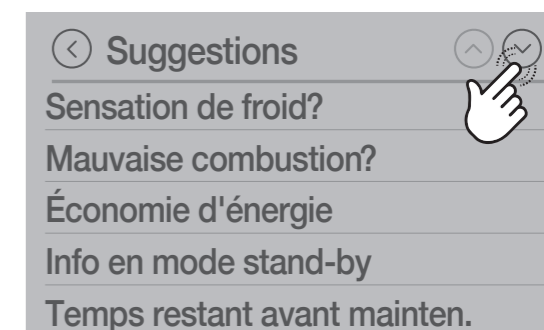 Suggestions
Sensation de froid?
Mauvaise combustion?
Économie d'énergie
Info en mode stand-by
Temps restant avant mainten.